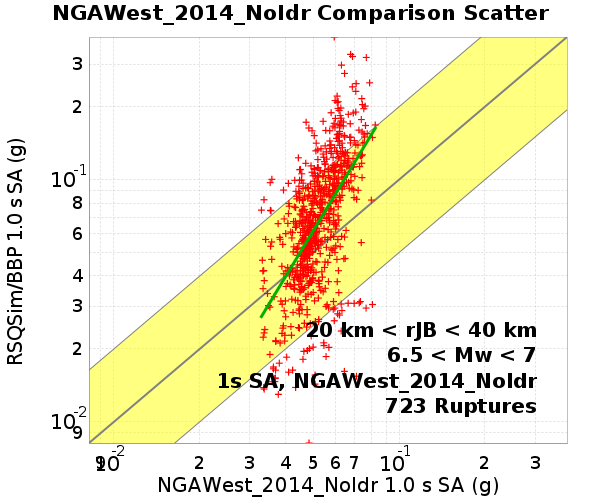 NGAWest_2014_NoIdr Comparison Scatter
RSQSim/BBP 1.0 s SA (g)
3
2
10-1
8
6
4
3
2
10-2
9
20 km < rJB < 40 km
6.5 < Mw < 7
1s SA, NGAWest_2014_NoIdr
723 Ruptures
9 10-2 2 3 4 5 6 7 10-1 2 3
NGAWest_2014_NoIdr 1.0 s SA (g)